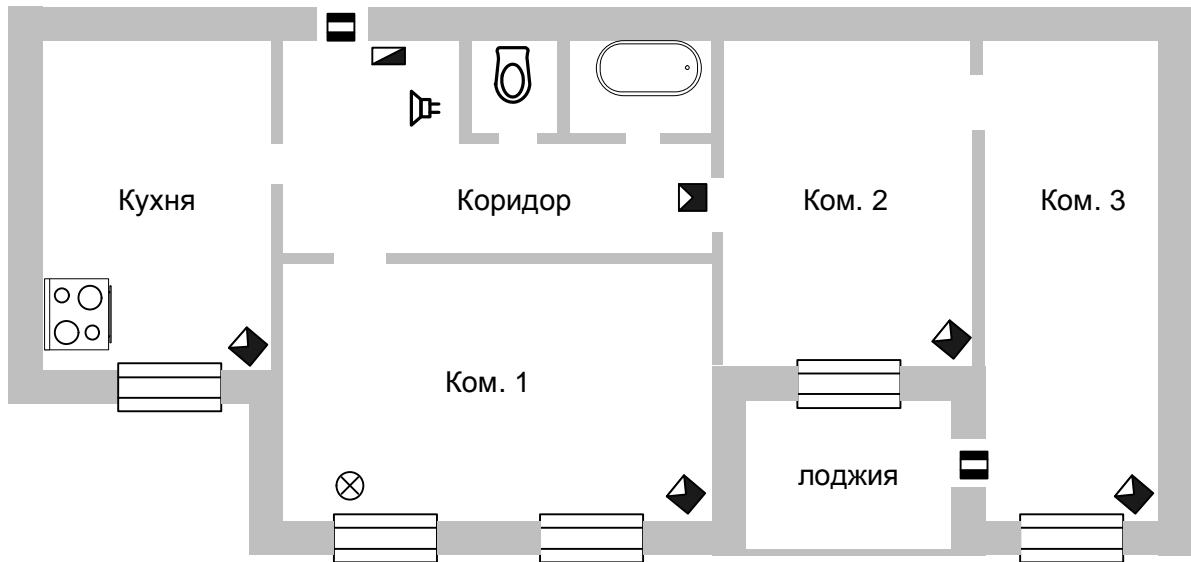 Кухня
Коридор
Ком. 2
Ком. 3
Ком. 1
лоджия